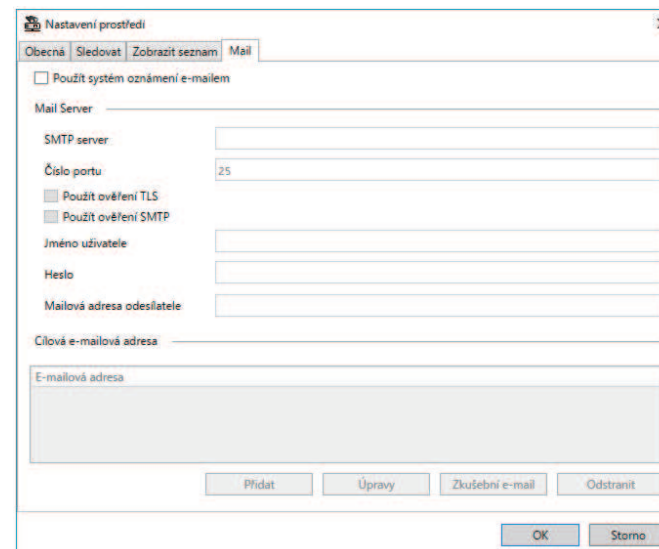 Nastavení prostředí
Obecná Sledovat Zobrazit seznam Mail
Použít systém oznámení e-mailem
Mail Server
SMTP server
Číslo portu 25
Použít ověření TLS
Použít ověření SMTP
Jméno uživatele
Heslo
Mailová adresa odesílatele
Cílová e-mailová adresa
E-mailová adresa
Přidat Úpravy Zkušební e-mail Odstranit
OK Storno